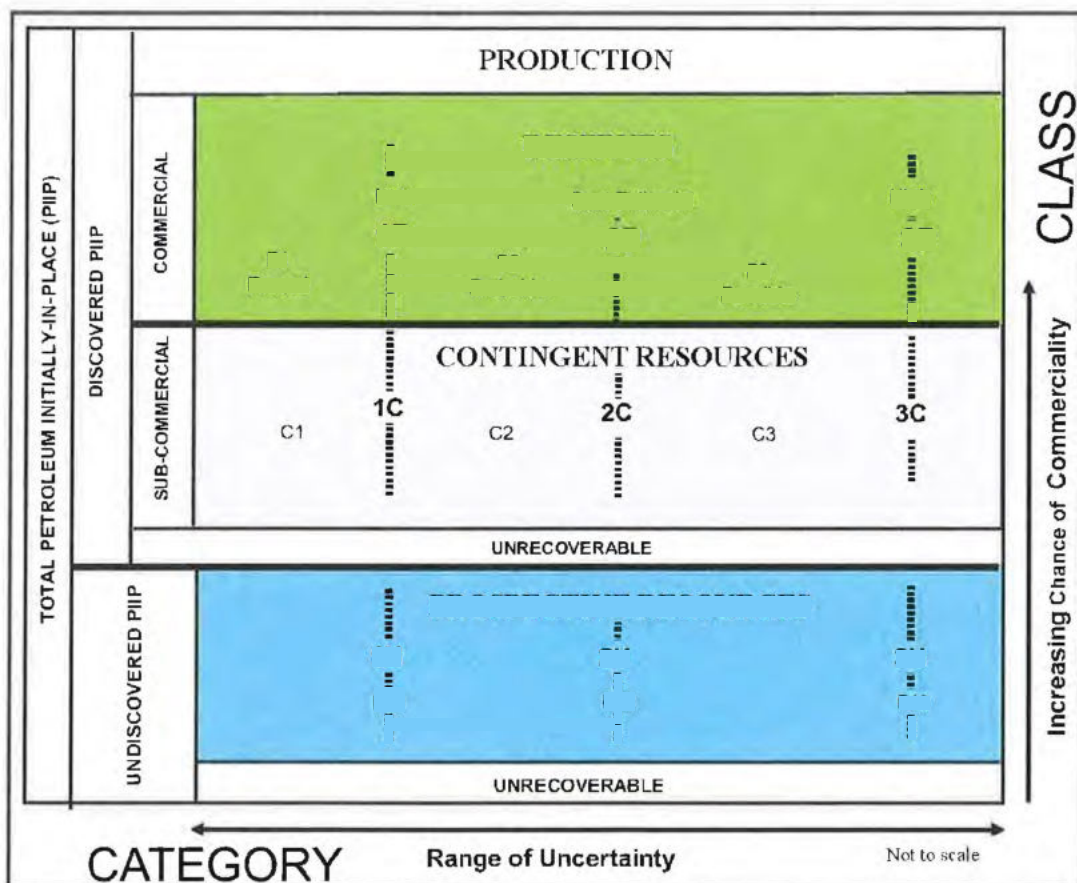 PRODUCTION
TOTAL PETROLEUM INITIALLY-IN-PLACE (PIIP)
DISCOVERED PIIP
COMMERCIAL
SUB-COMMERCIAL
CONTINGENT RESOURCES
1C
2C
3C
C1
C2
C3
UNRECOVERABLE
UNDISCOVERED PIIP
UNRECOVERABLE
CLASS
Increasing Chance of Commerciality
CATEGORY
Range of Uncertainty
Not to scale